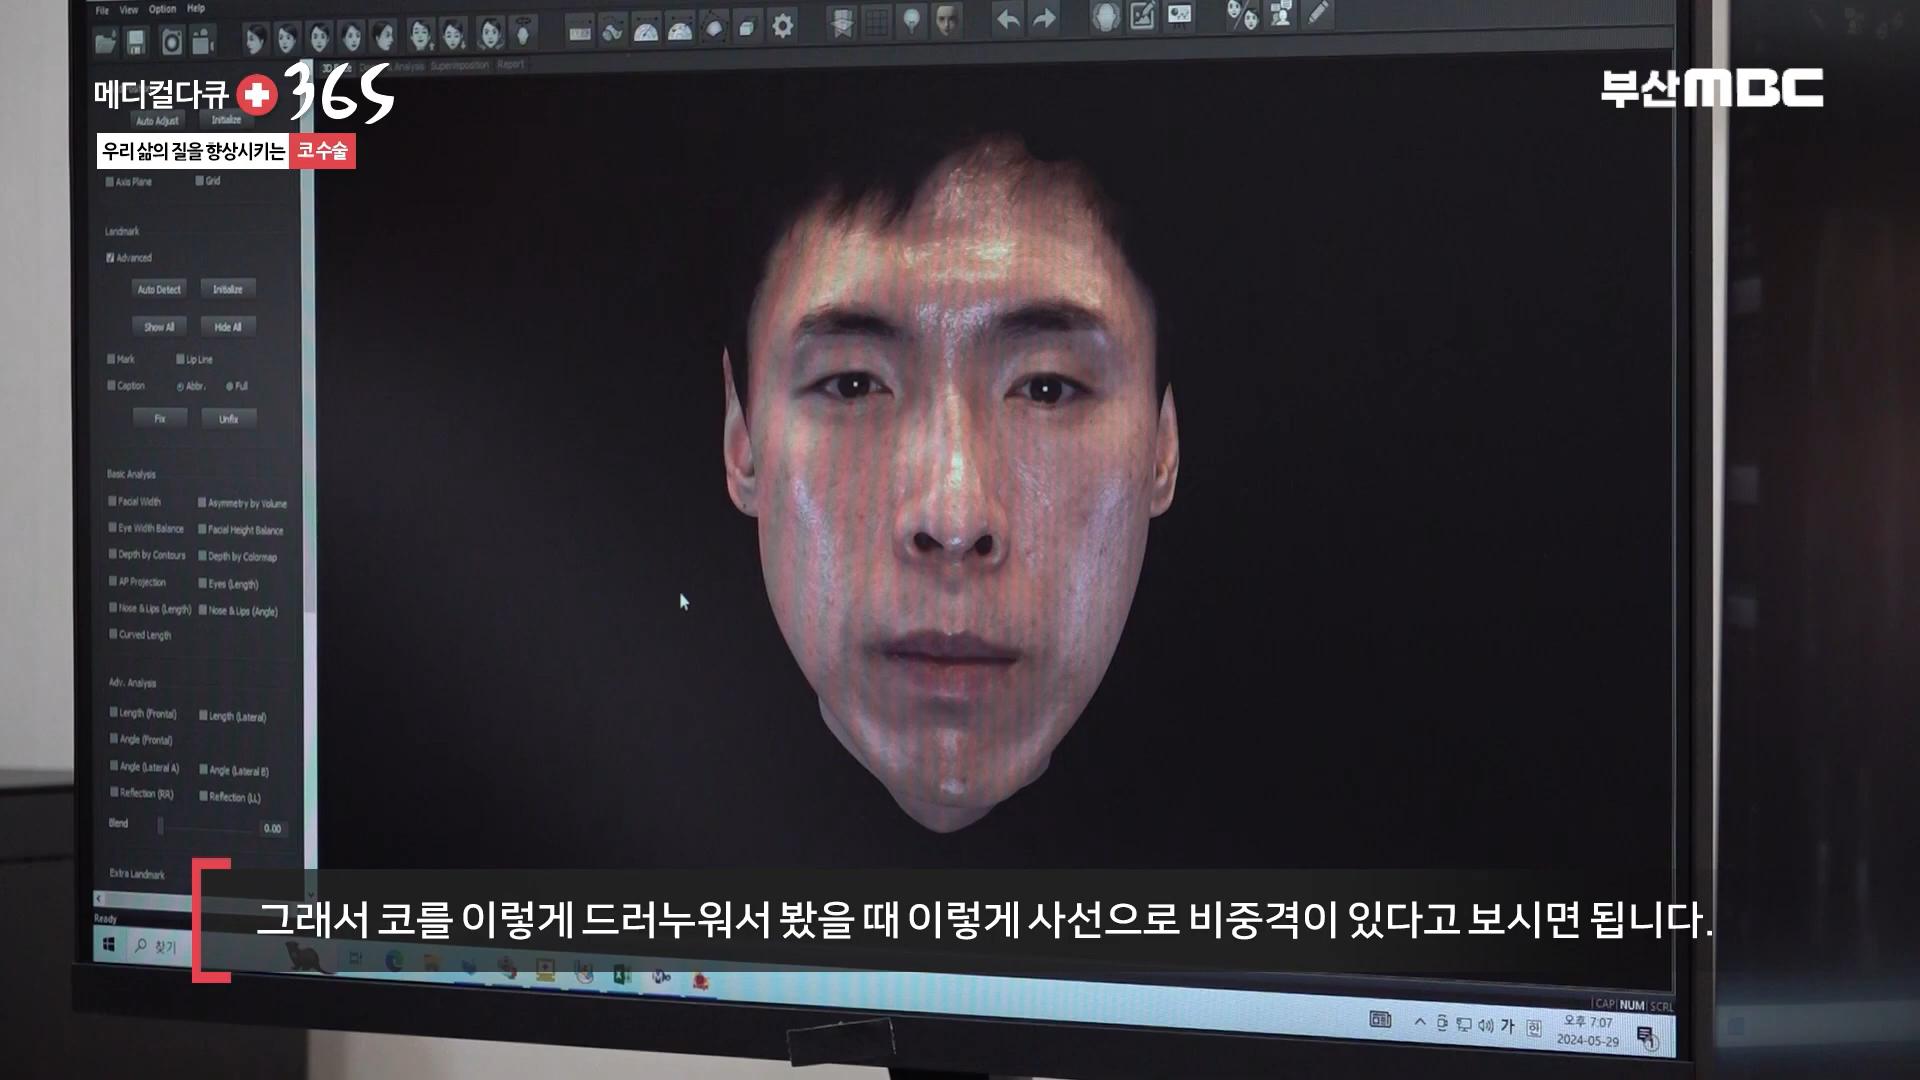 File View Option Help
3D Face Analysis Superimposition Report
메디컬다큐 365
부산MBC
Auto Adjust Initialize
우리 삶의 질을 향상시키는 코 수술
Axis Plane Grid
Landmark
Advanced
Auto Detect Initialize
Show All Hide All
Mark Lip Line
Caption Abbr. Full
Fix Unfix
Basic Analysis
Facial Width Asymmetry by Volume
Eye Width Balance Facial Height Balance
Depth by Contours Depth by Colormap
AP Projection Eyes (Length)
Nose & Lips (Length) Nose & Lips (Angle)
Curved Length
Adv. Analysis
Length (Frontal) Length (Lateral)
Angle (Frontal)
Angle (Lateral A) Angle (Lateral B)
Reflection (RR) Reflection (LL)
Blend 0.00
Extra Landmark
그래서 코를 이렇게 드러누워서 봤을 때 이렇게 사선으로 비중격이 있다고 보시면 됩니다.
Ready
찾기
CAP NUM SCRL
가 한 오후 7:07
2024-05-29 1